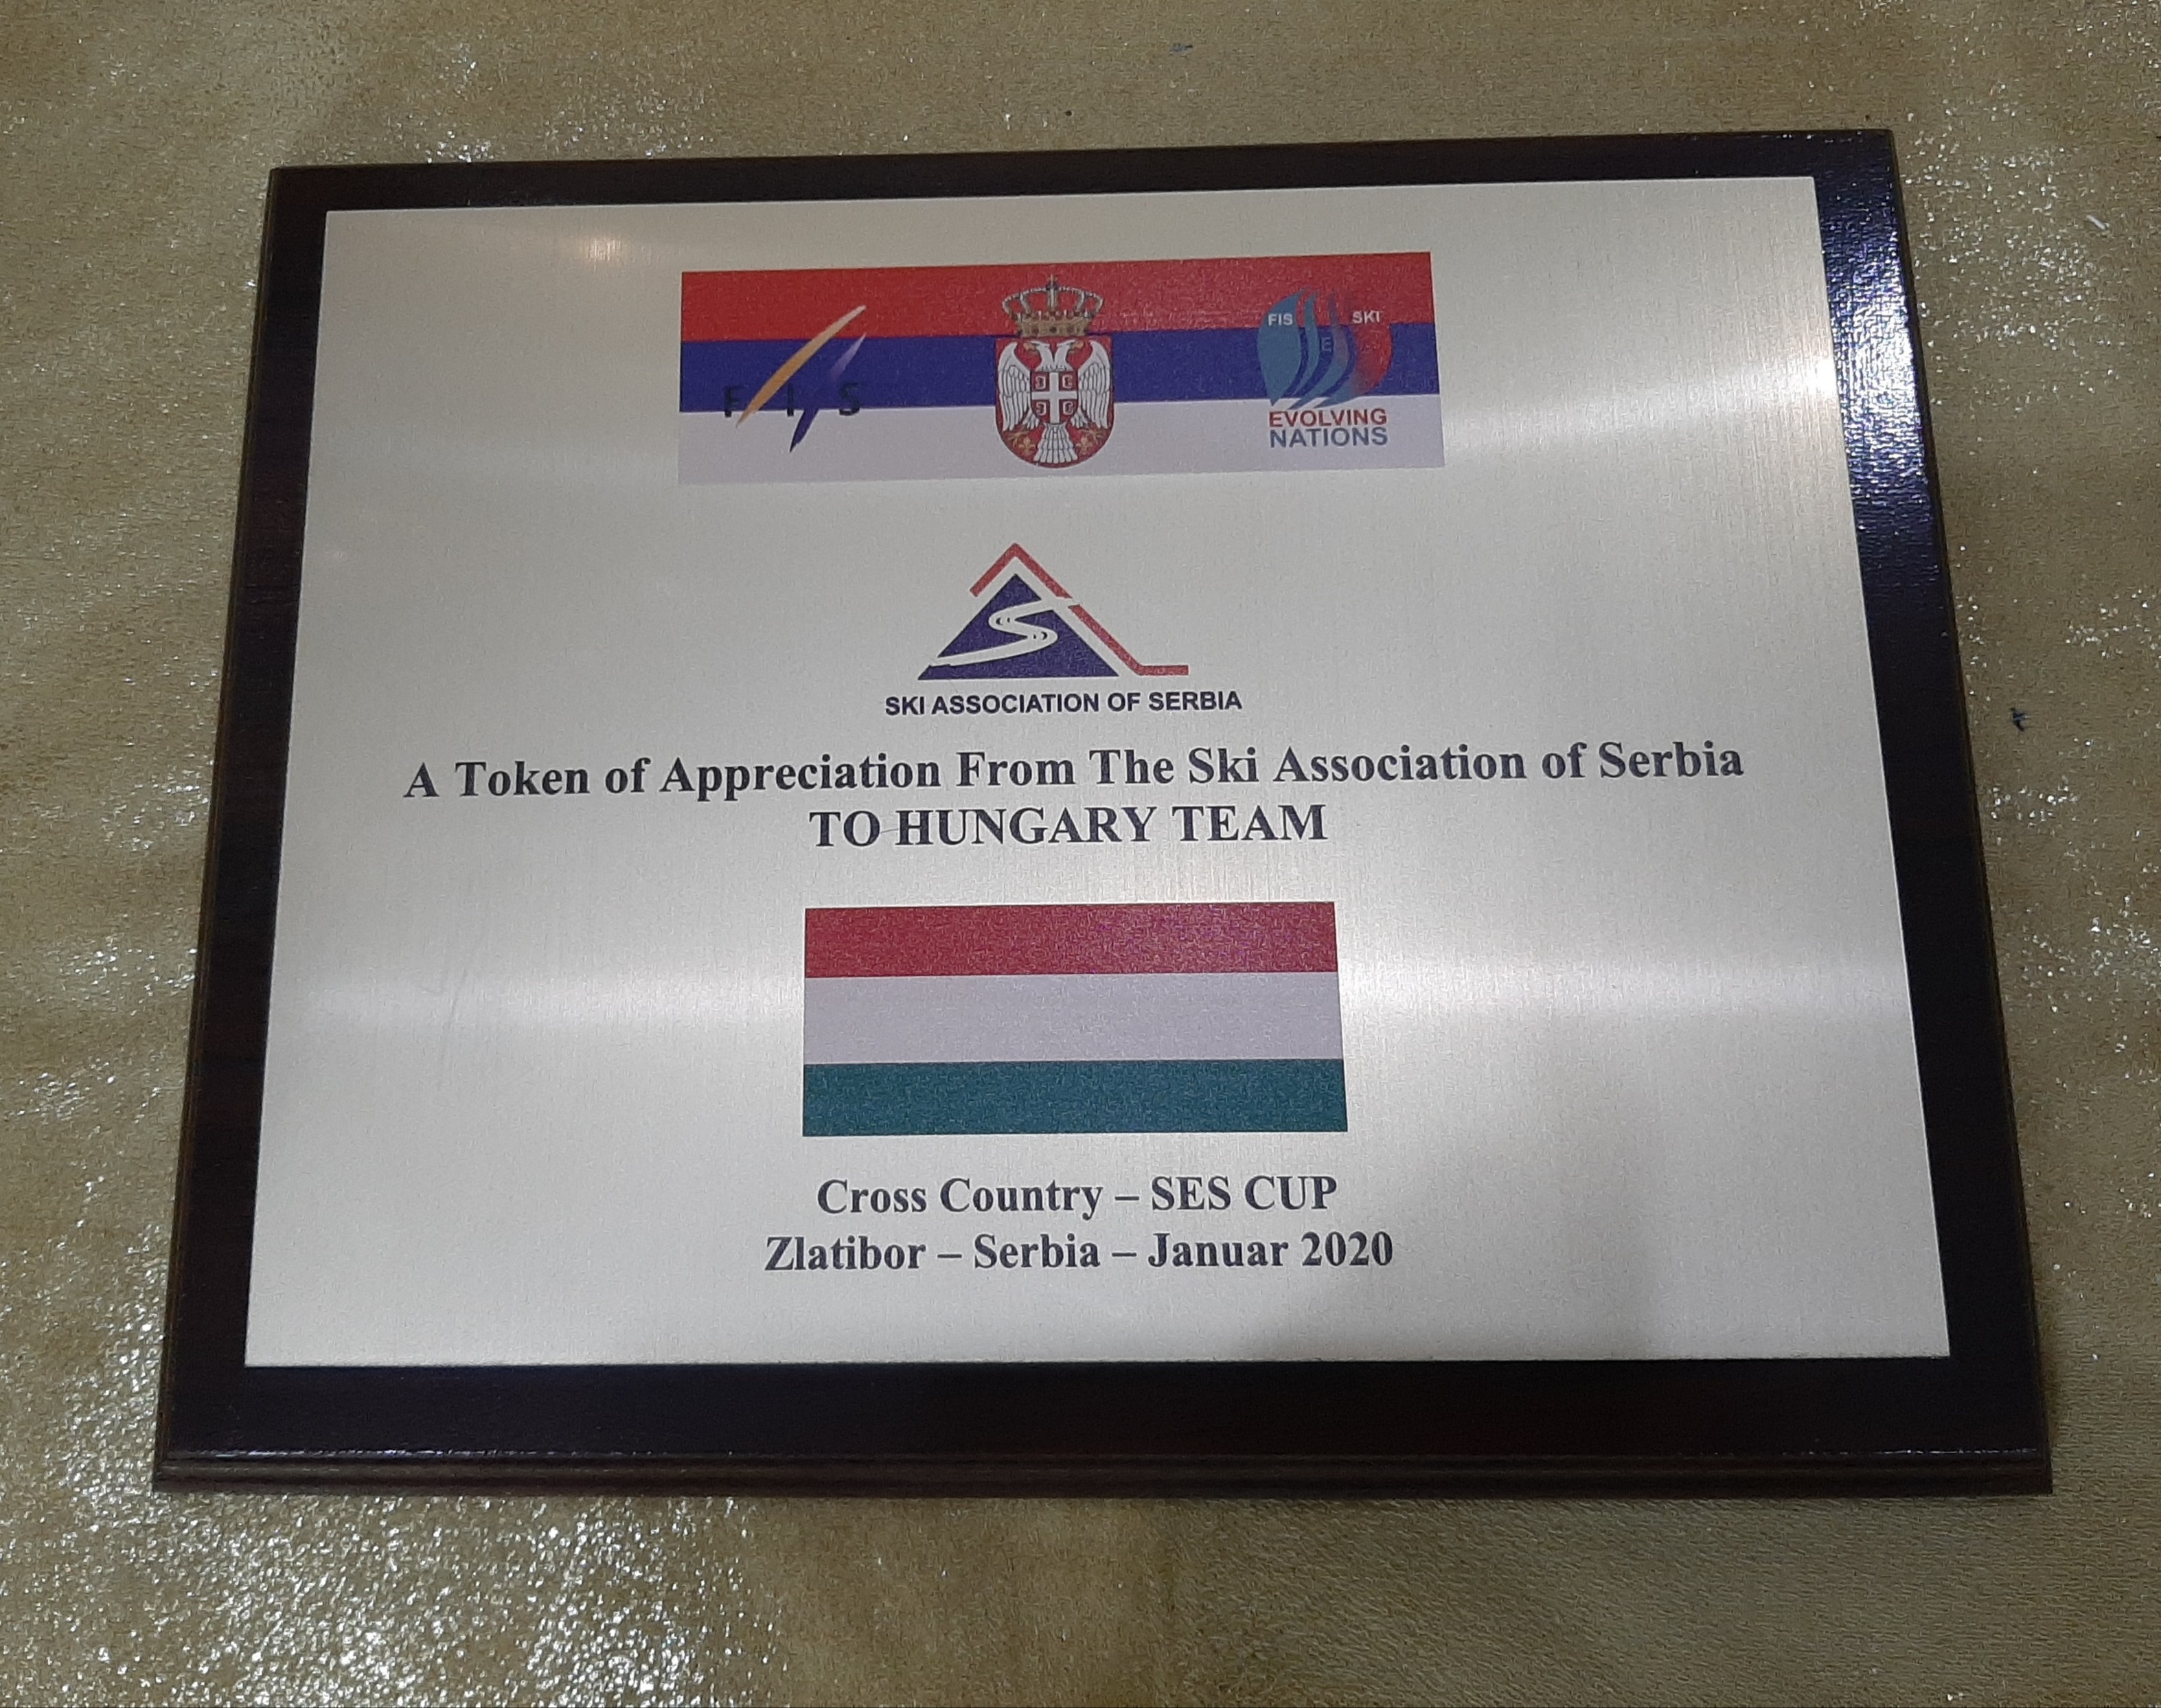 FIS SKI
E
F I S
EVOLVING
NATIONS
SKI ASSOCIATION OF SERBIA
A Token of Appreciation From The Ski Association of Serbia
TO HUNGARY TEAM
Cross Country – SES CUP
Zlatibor – Serbia – Januar 2020